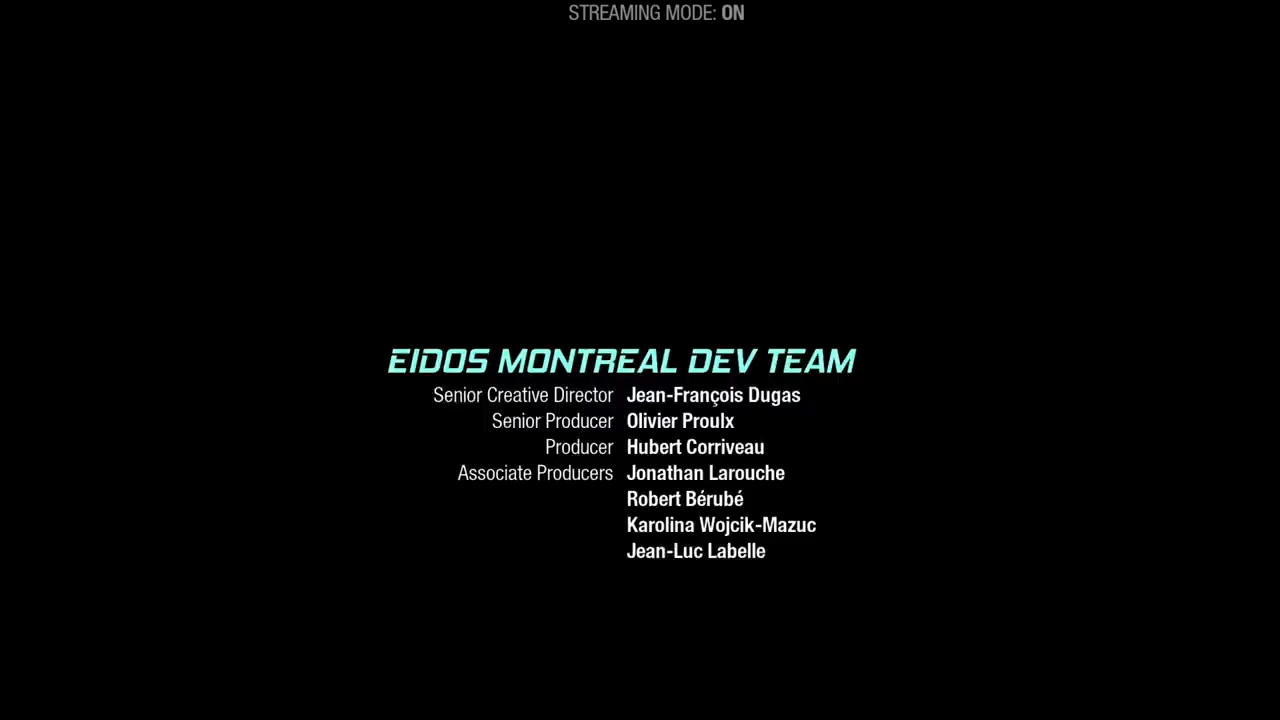 STREAMING MODE: ON
EIDOS MONTREAL DEV TEAM
Senior Creative Director Jean-François Dugas
Senior Producer Olivier Proulx
Producer Hubert Corriveau
Associate Producers Jonathan Larouche
Robert Bérubé
Karolina Wojcik-Mazuc
Jean-Luc Labelle